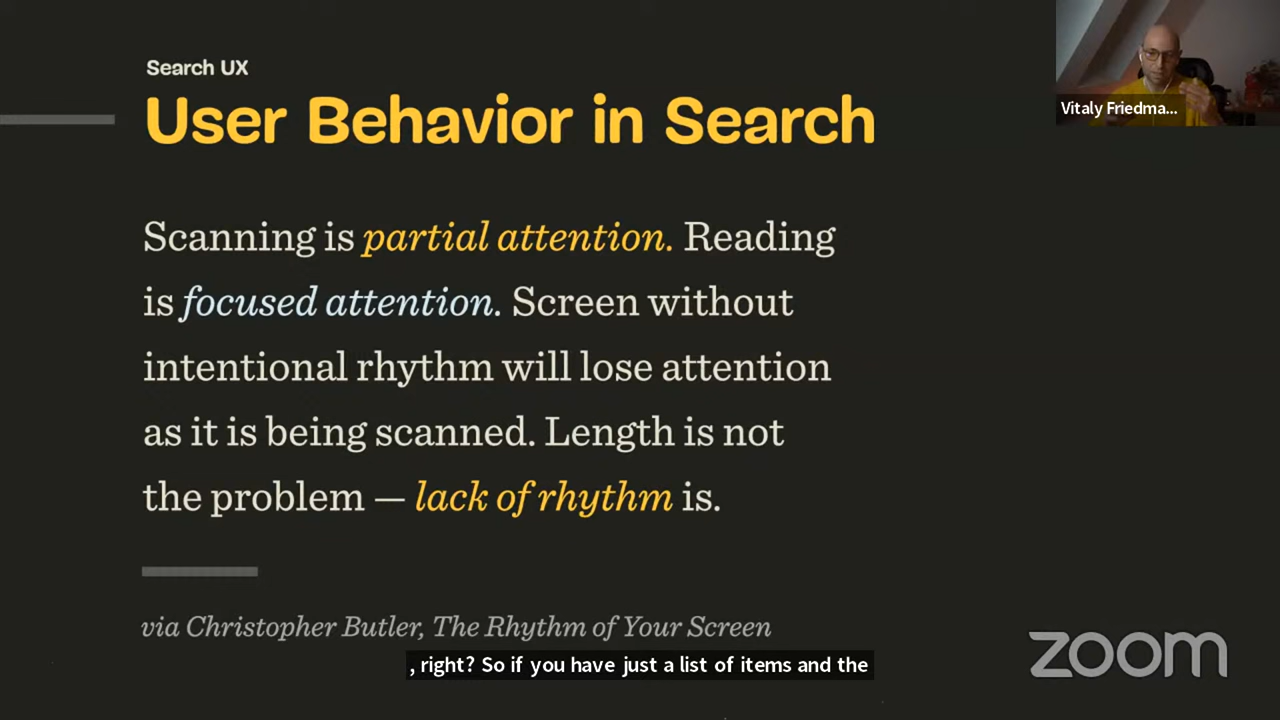 Search UX
User Behavior in Search
Vitaly Friedma...
Scanning is partial attention. Reading
is focused attention. Screen without
intentional rhythm will lose attention
as it is being scanned. Length is not
the problem — lack of rhythm is.
via Christopher Butler, The Rhythm of Your Screen
, right? So if you have just a list of items and the
zoom